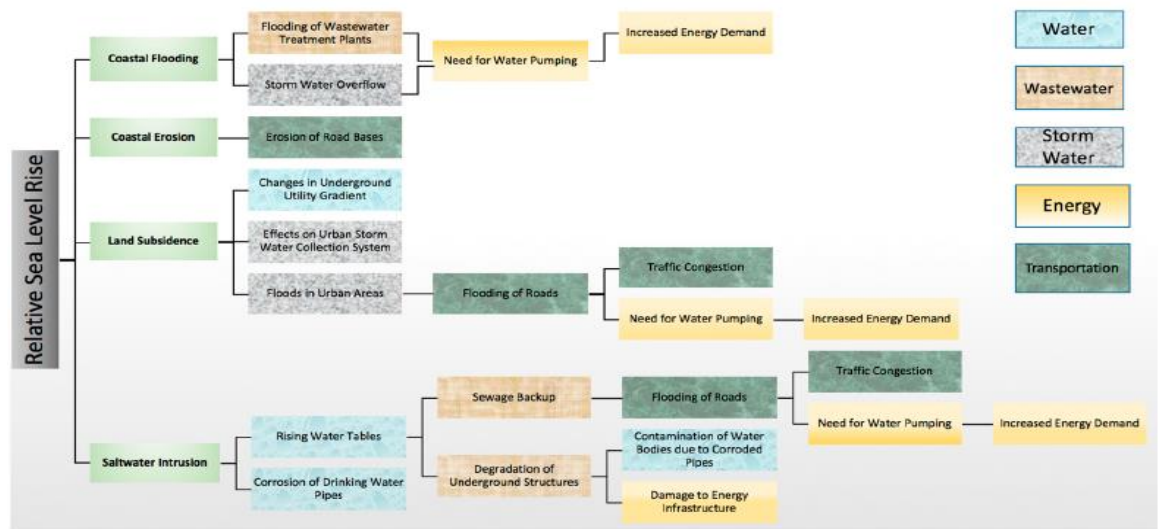 Relative Sea Level Rise
Coastal Flooding
Flooding of Wastewater
Treatment Plants
Storm Water Overflow
Need for Water Pumping
Increased Energy Demand
Coastal Erosion
Erosion of Road Bases
Land Subsidence
Changes in Underground
Utility Gradient
Effects on Urban Storm
Water Collection System
Floods in Urban Areas
Flooding of Roads
Traffic Congestion
Need for Water Pumping
Increased Energy Demand
Saltwater Intrusion
Rising Water Tables
Sewage Backup
Flooding of Roads
Traffic Congestion
Need for Water Pumping
Increased Energy Demand
Degradation of
Underground Structures
Contamination of Water
Bodies due to Corroded
Pipes
Damage to Energy
Infrastructure
Corrosion of Drinking Water
Pipes
Water
Wastewater
Storm
Water
Energy
Transportation